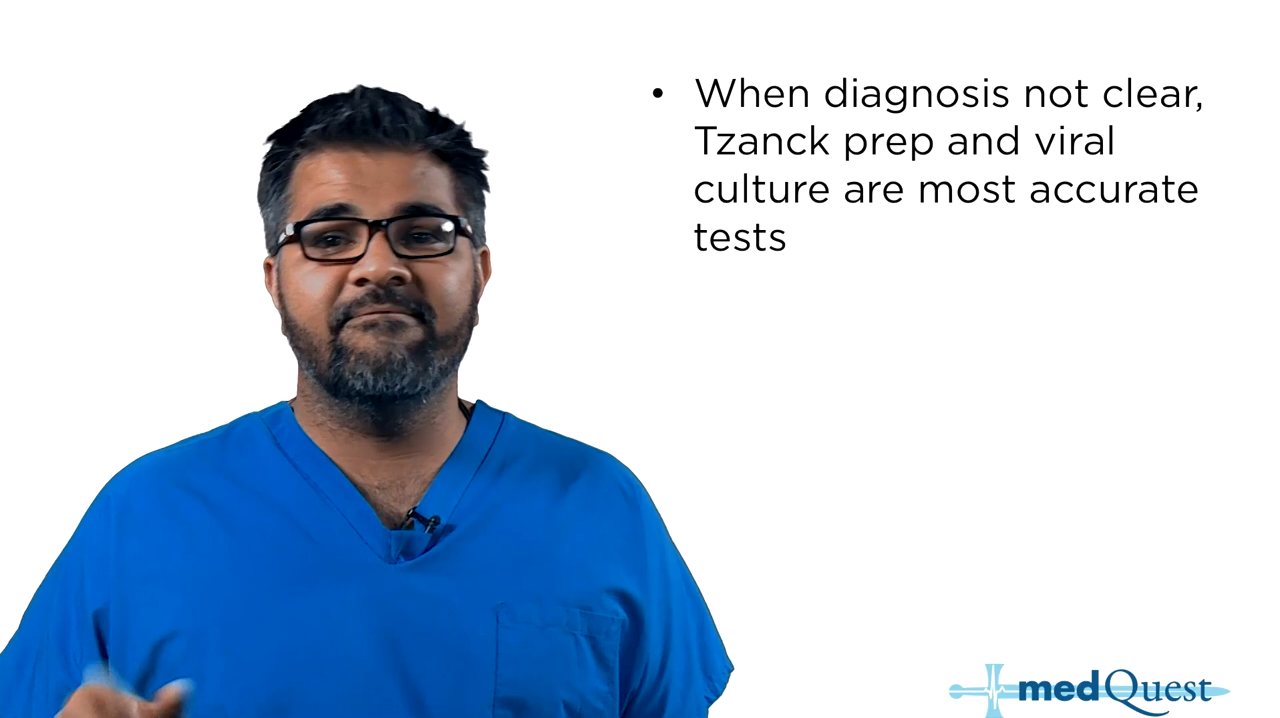 • When diagnosis not clear,
Tzanck prep and viral
culture are most accurate
tests
medQuest